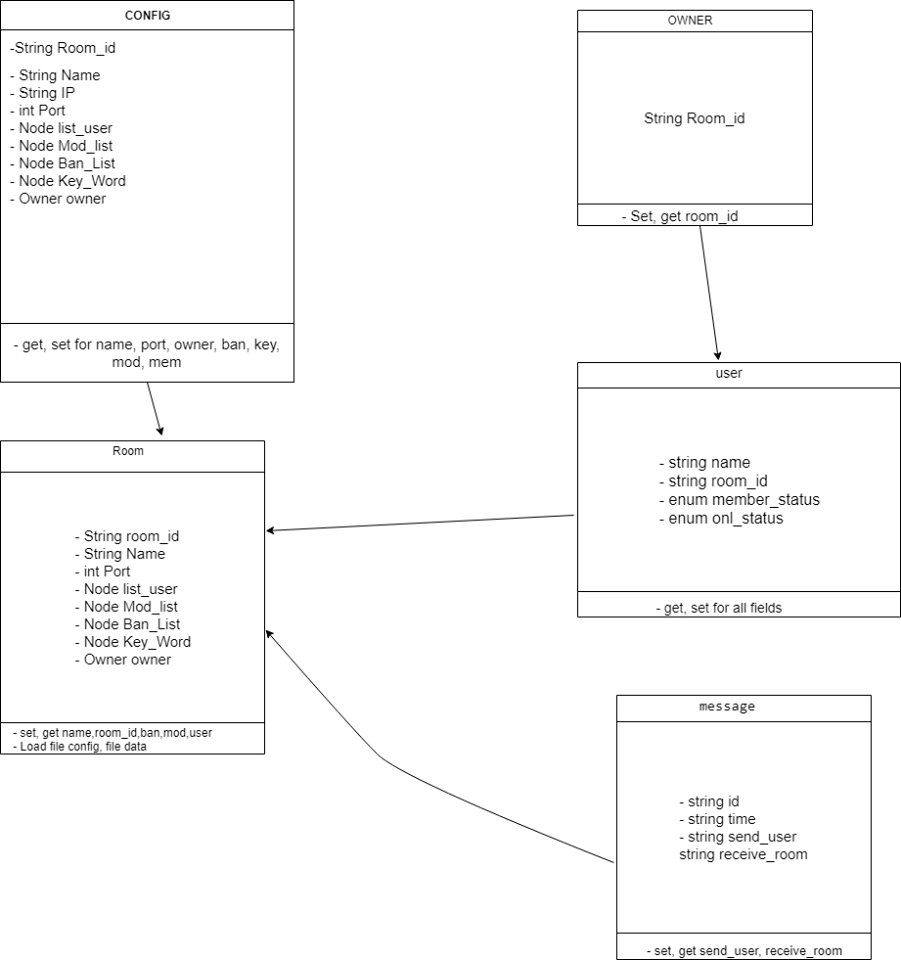 CONFIG
-String Room_id
- String Name
- String IP
- int Port
- Node list_user
- Node Mod_list
- Node Ban_List
- Node Key_Word
- Owner owner
- get, set for name, port, owner, ban, key,
mod, mem
OWNER
String Room_id
- Set, get room_id
user
- string name
- string room_id
- enum member_status
- enum onl_status
- get, set for all fields
Room
- String room_id
- String Name
- int Port
- Node list_user
- Node Mod_list
- Node Ban_List
- Node Key_Word
- Owner owner
- set, get name,room_id,ban,mod,user
- Load file config, file data
message
- string id
- string time
- string send_user
string receive_room
- set, get send_user, receive_room